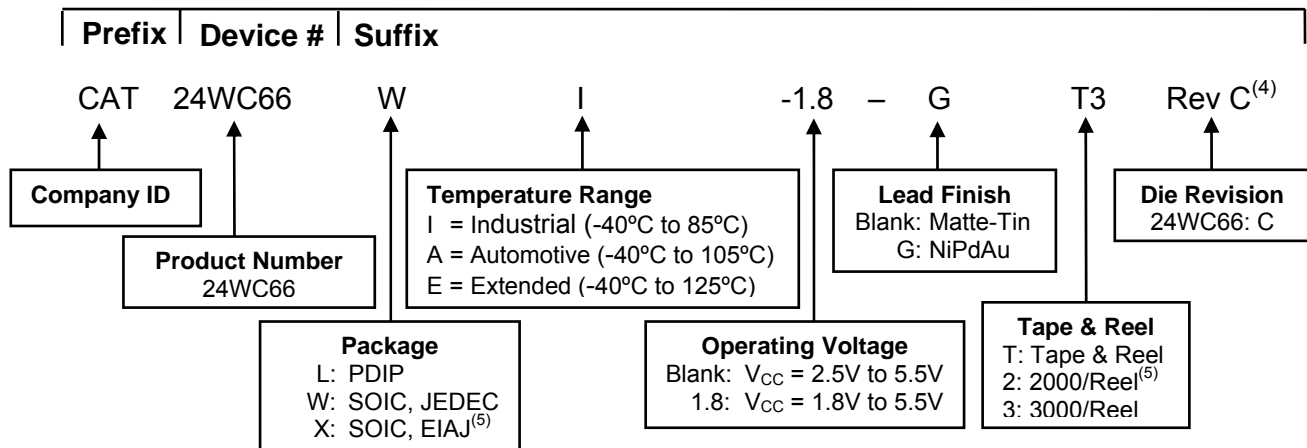 Prefix Device # Suffix
CAT 24WC66 W I -1.8 – G T3 Rev C(4)
Company ID
Product Number
24WC66
Package
L: PDIP
W: SOIC, JEDEC
X: SOIC, EIAJ(5)
Temperature Range
I = Industrial (-40ºC to 85ºC)
A = Automotive (-40ºC to 105ºC)
E = Extended (-40ºC to 125ºC)
Operating Voltage
Blank: VCC = 2.5V to 5.5V
1.8: VCC = 1.8V to 5.5V
Lead Finish
Blank: Matte-Tin
G: NiPdAu
Tape & Reel
T: Tape & Reel
2: 2000/Reel(5)
3: 3000/Reel
Die Revision
24WC66: C